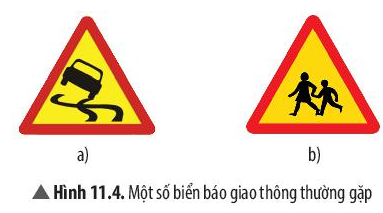 a)
b)
▲ Hình 11.4. Một số biển báo giao thông thường gặp